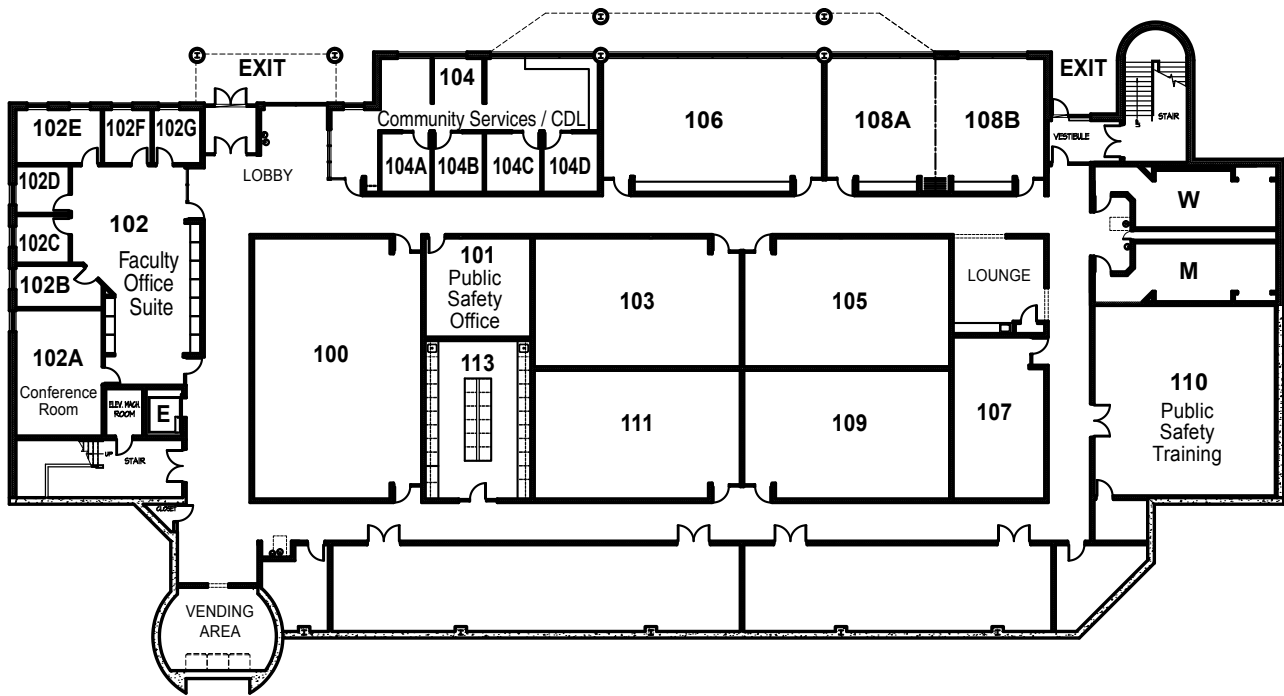 EXIT
104
EXIT
Community Services / CDL
102E
102F
102G
106
108A
108B
STAIR
VESTIBULE
S
LOBBY
104A
104B
104C
104D
102D
W
102
Faculty
Office
Suite
102C
101
Public
Safety
Office
M
LOUNGE
102B
103
105
100
102A
Conference
Room
113
110
Public
Safety
Training
ELEV. MACH.
ROOM
E
111
109
107
UP
STAIR
CLOSET
VENDING
AREA